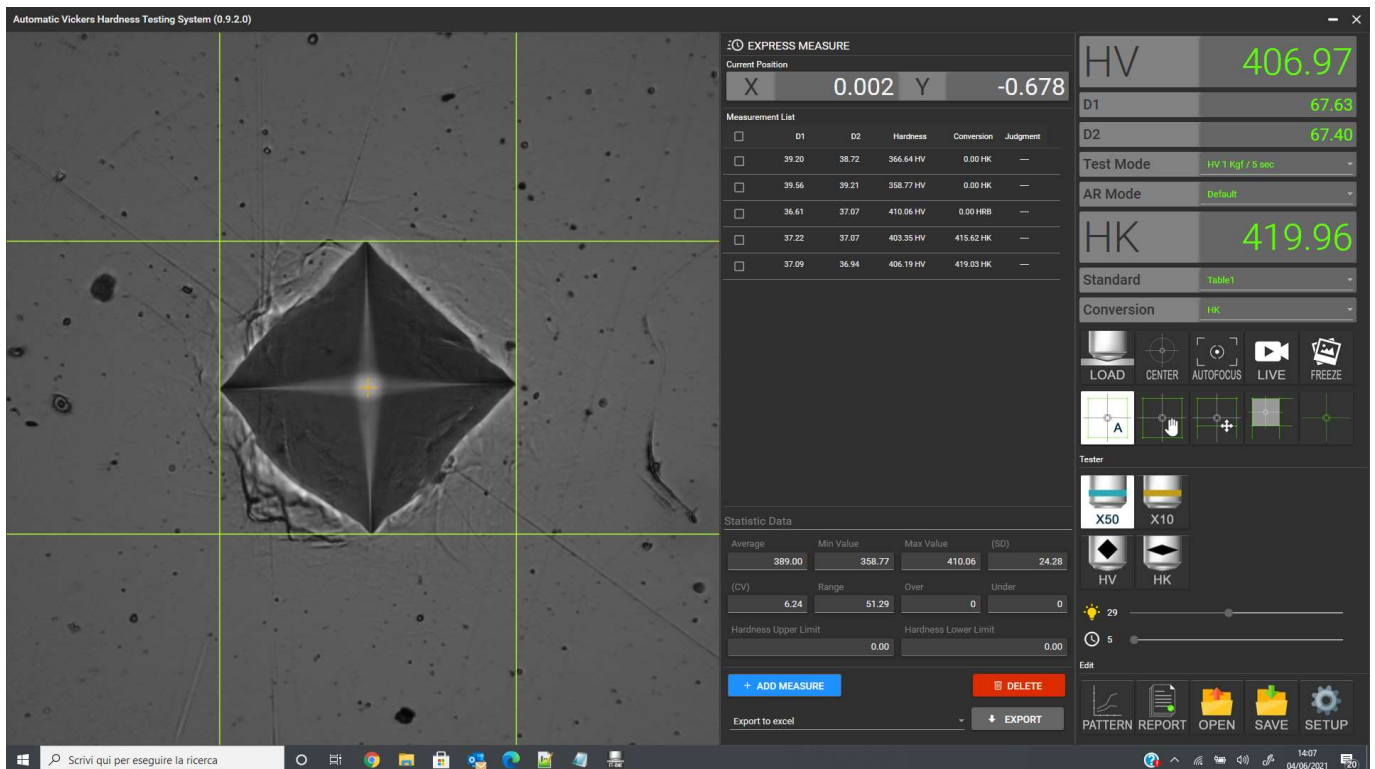 Automatic Vickers Hardness Testing System (0.9.2.0)
EXPRESS MEASURE
Current Position
X 0.002 Y -0.678
Measurement List
D1 D2 Hardness Conversion Judgment
39.20 38.72 366.64 HV 0.00 HK ---
39.56 39.21 358.77 HV 0.00 HK ---
36.61 37.07 410.06 HV 0.00 HRB ---
37.22 37.07 403.35 HV 415.62 HK ---
37.09 36.94 406.19 HV 419.03 HK ---
Statistic Data
Average Min Value Max Value (SD)
389.00 358.77 410.06 24.28
(CV) Range Over Under
6.24 51.29 0 0
Hardness Upper Limit Hardness Lower Limit
0.00 0.00
+ ADD MEASURE DELETE
Export to excel EXPORT
HV 406.97
D1 67.63
D2 67.40
Test Mode HV 1 Kgf / 5 sec
AR Mode Default
HK 419.96
Standard Table1
Conversion HK
LOAD CENTER AUTOFOCUS LIVE FREEZE
A
Tester
X50 X10
HV HK
29
5
Edit
PATTERN REPORT OPEN SAVE SETUP
Scrivi qui per eseguire la ricerca
14:07
04/06/2021
20